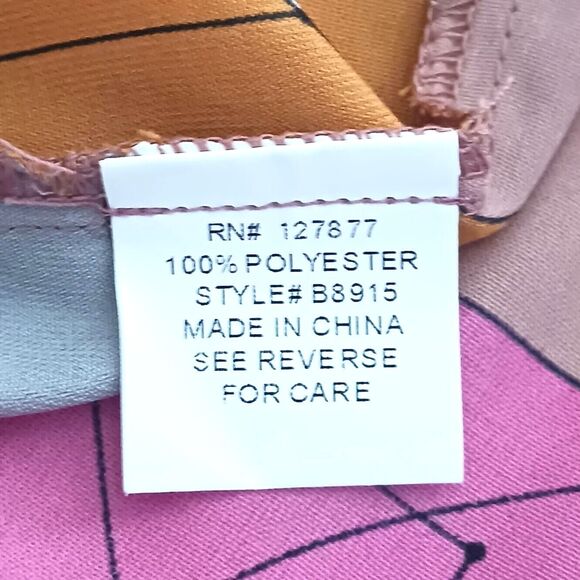 RN# 127877
100% POLYESTER
STYLE# B8915
MADE IN CHINA
SEE REVERSE
FOR CARE